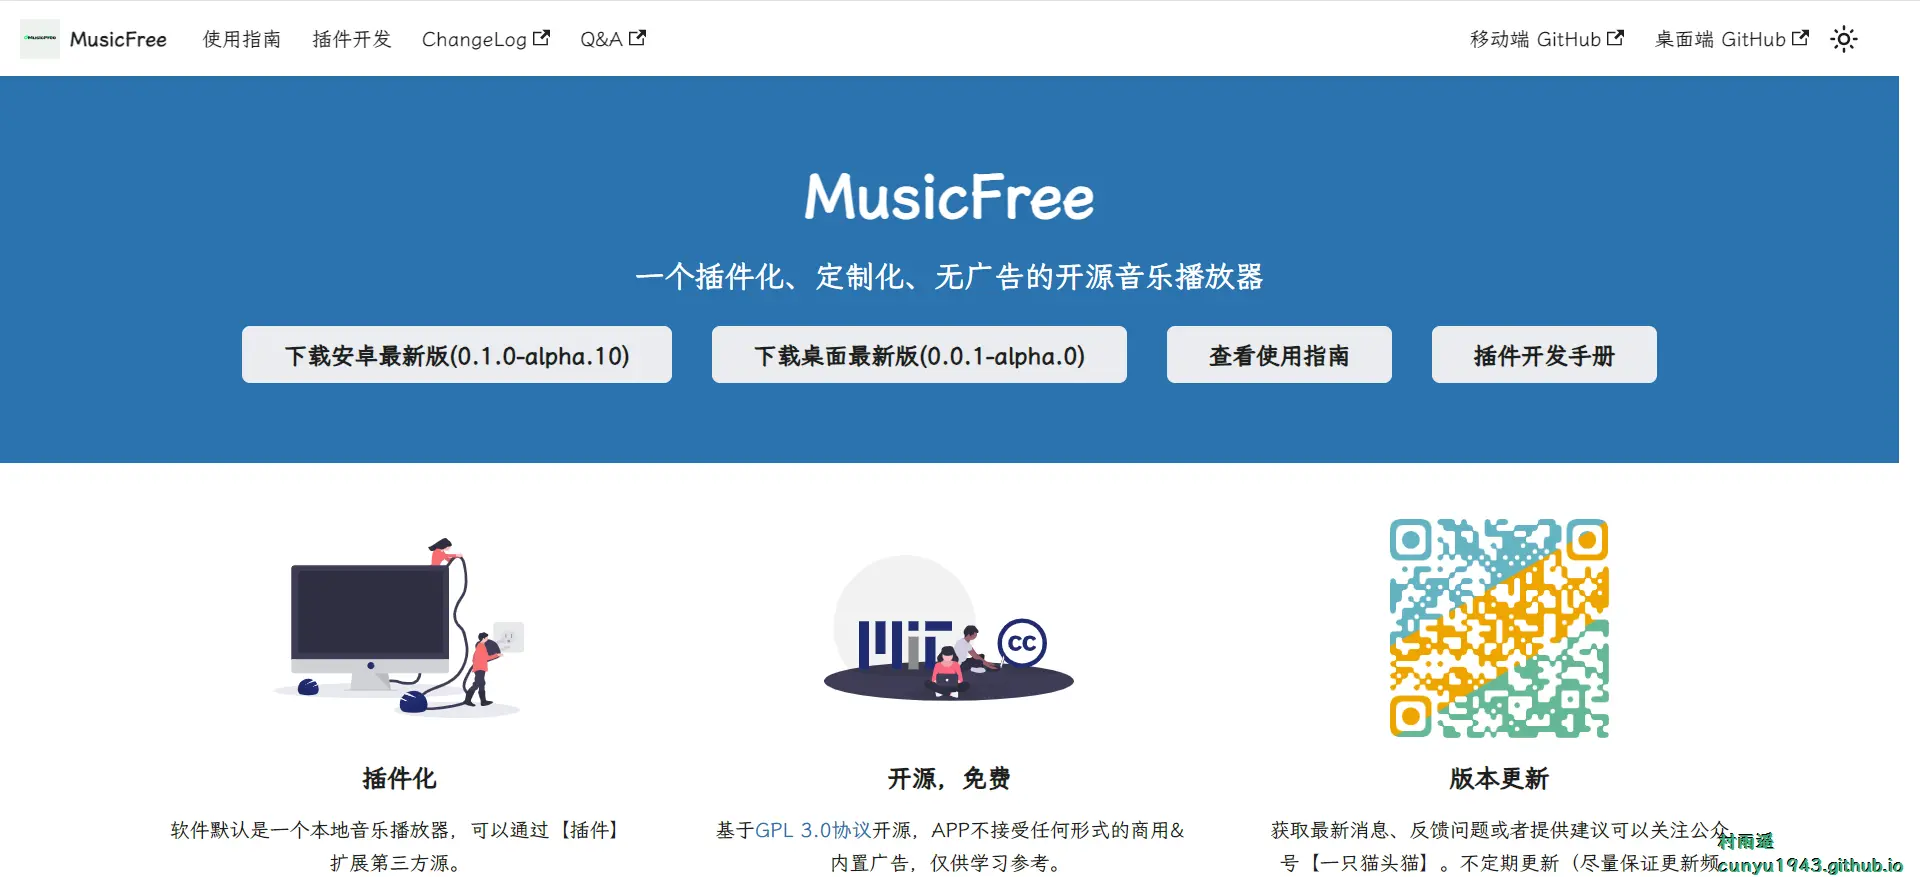 MusicFree 使用指南 插件开发 ChangeLog Q&A 移动端 GitHub 桌面端 GitHub
MusicFree
一个插件化、定制化、无广告的开源音乐播放器
下载安卓最新版(0.1.0-alpha.10) 下载桌面最新版(0.0.1-alpha.0) 查看使用指南 插件开发手册
MIT
CC
插件化
软件默认是一个本地音乐播放器，可以通过【插件】
扩展第三方源。
开源，免费
基于GPL 3.0协议开源，APP不接受任何形式的商用&
内置广告，仅供学习参考。
版本更新
获取最新消息、反馈问题或者提供建议可以关注公众
号【一只猫头猫】。不定期更新（尽量保证更新频
村雨遥
cunyu1943.github.io